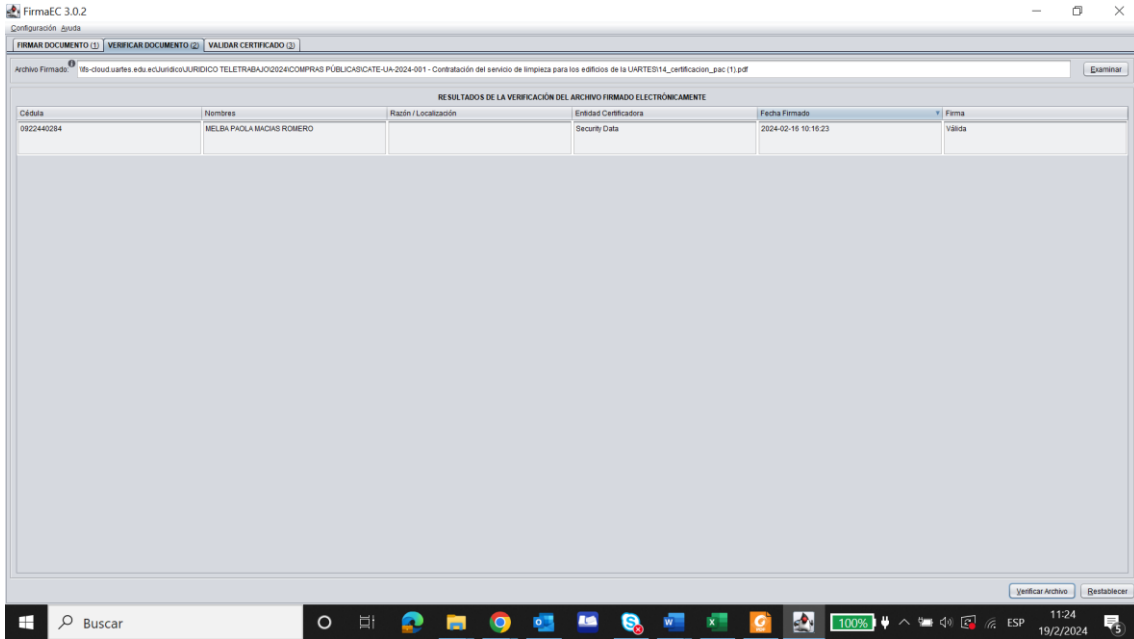 FirmaEC 3.0.2
Configuración Ayuda
FIRMAR DOCUMENTO (1) VERIFICAR DOCUMENTO (2) VALIDAR CERTIFICADO (3)
Archivo Firmado: \\fs-cloud.uartes.edu.ec\Juridico\JURIDICO TELETRABAJO\2024\COMPRAS PÚBLICAS\CATE-UA-2024-001 - Contratación del servicio de limpieza para los edificios de la UARTES\14_certificacion_pac (1).pdf Examinar
RESULTADOS DE LA VERIFICACIÓN DEL ARCHIVO FIRMADO ELECTRÓNICAMENTE
Cédula Nombres Razón / Localización Entidad Certificadora Fecha Firmado Firma
0922440284 MELBA PAOLA MACIAS ROMERO Security Data 2024-02-16 10:16:23 Válida
Verificar Archivo Restablecer
Buscar 100% ESP 11:24
19/2/2024 5